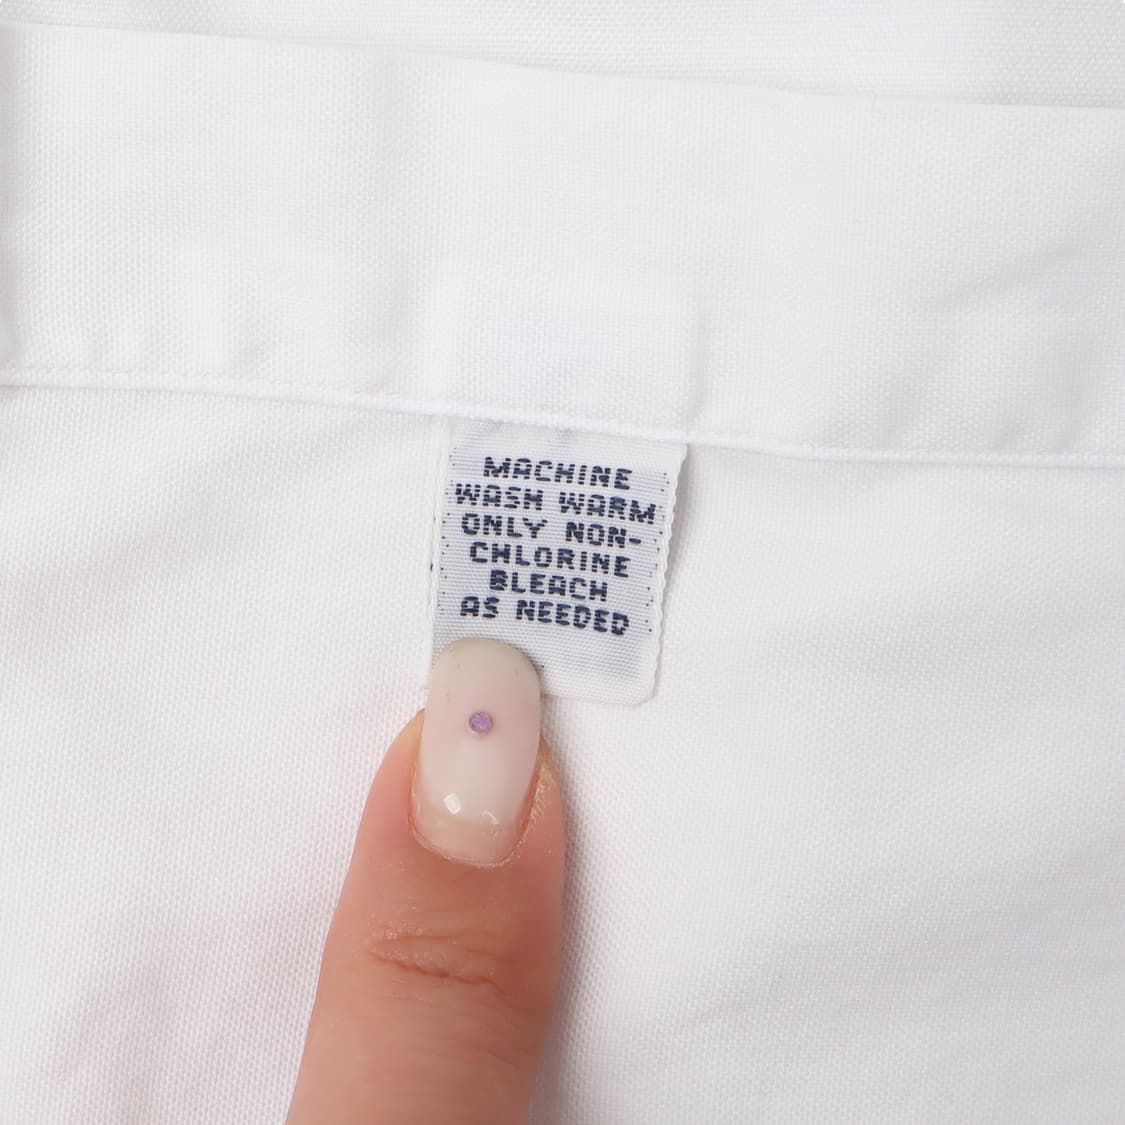 MACHINE
WASH WARM
ONLY NON-
CHLORINE
BLEACH
AS NEEDED